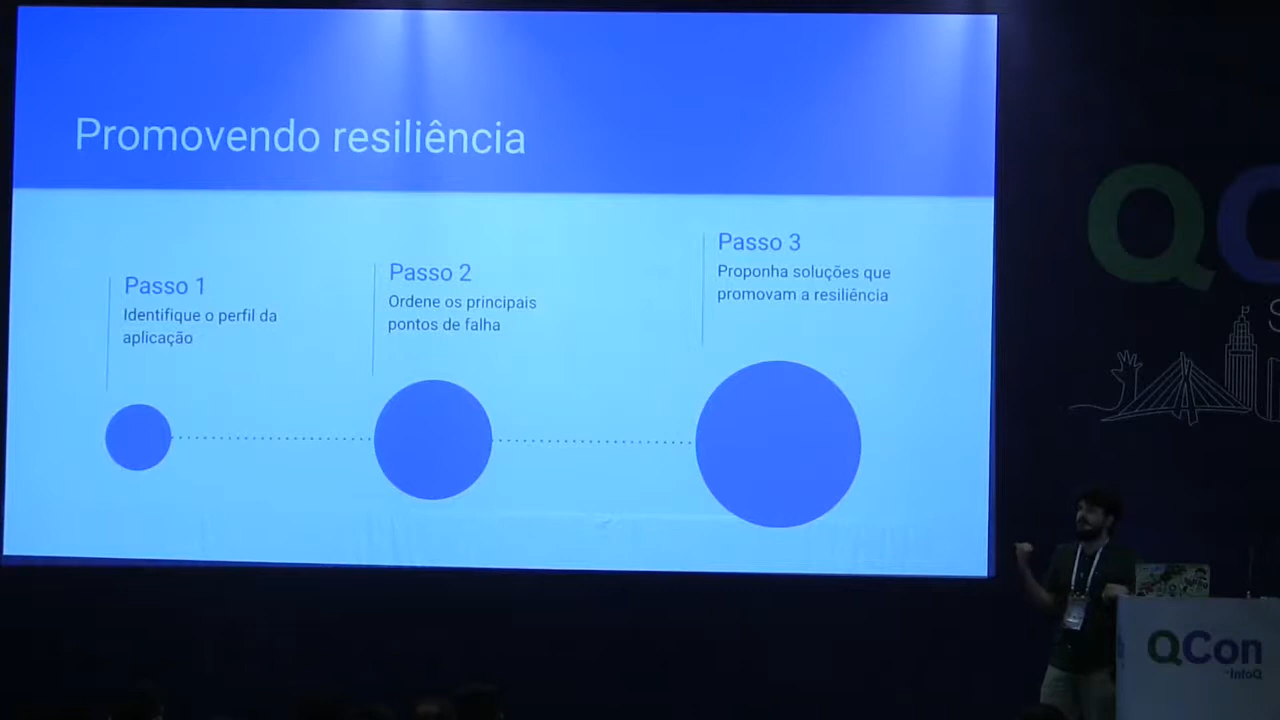 Promovendo resiliência
Passo 1
Identifique o perfil da
aplicação
Passo 2
Ordene os principais
pontos de falha
Passo 3
Proponha soluções que
promovam a resiliência
QCon
InfoQ